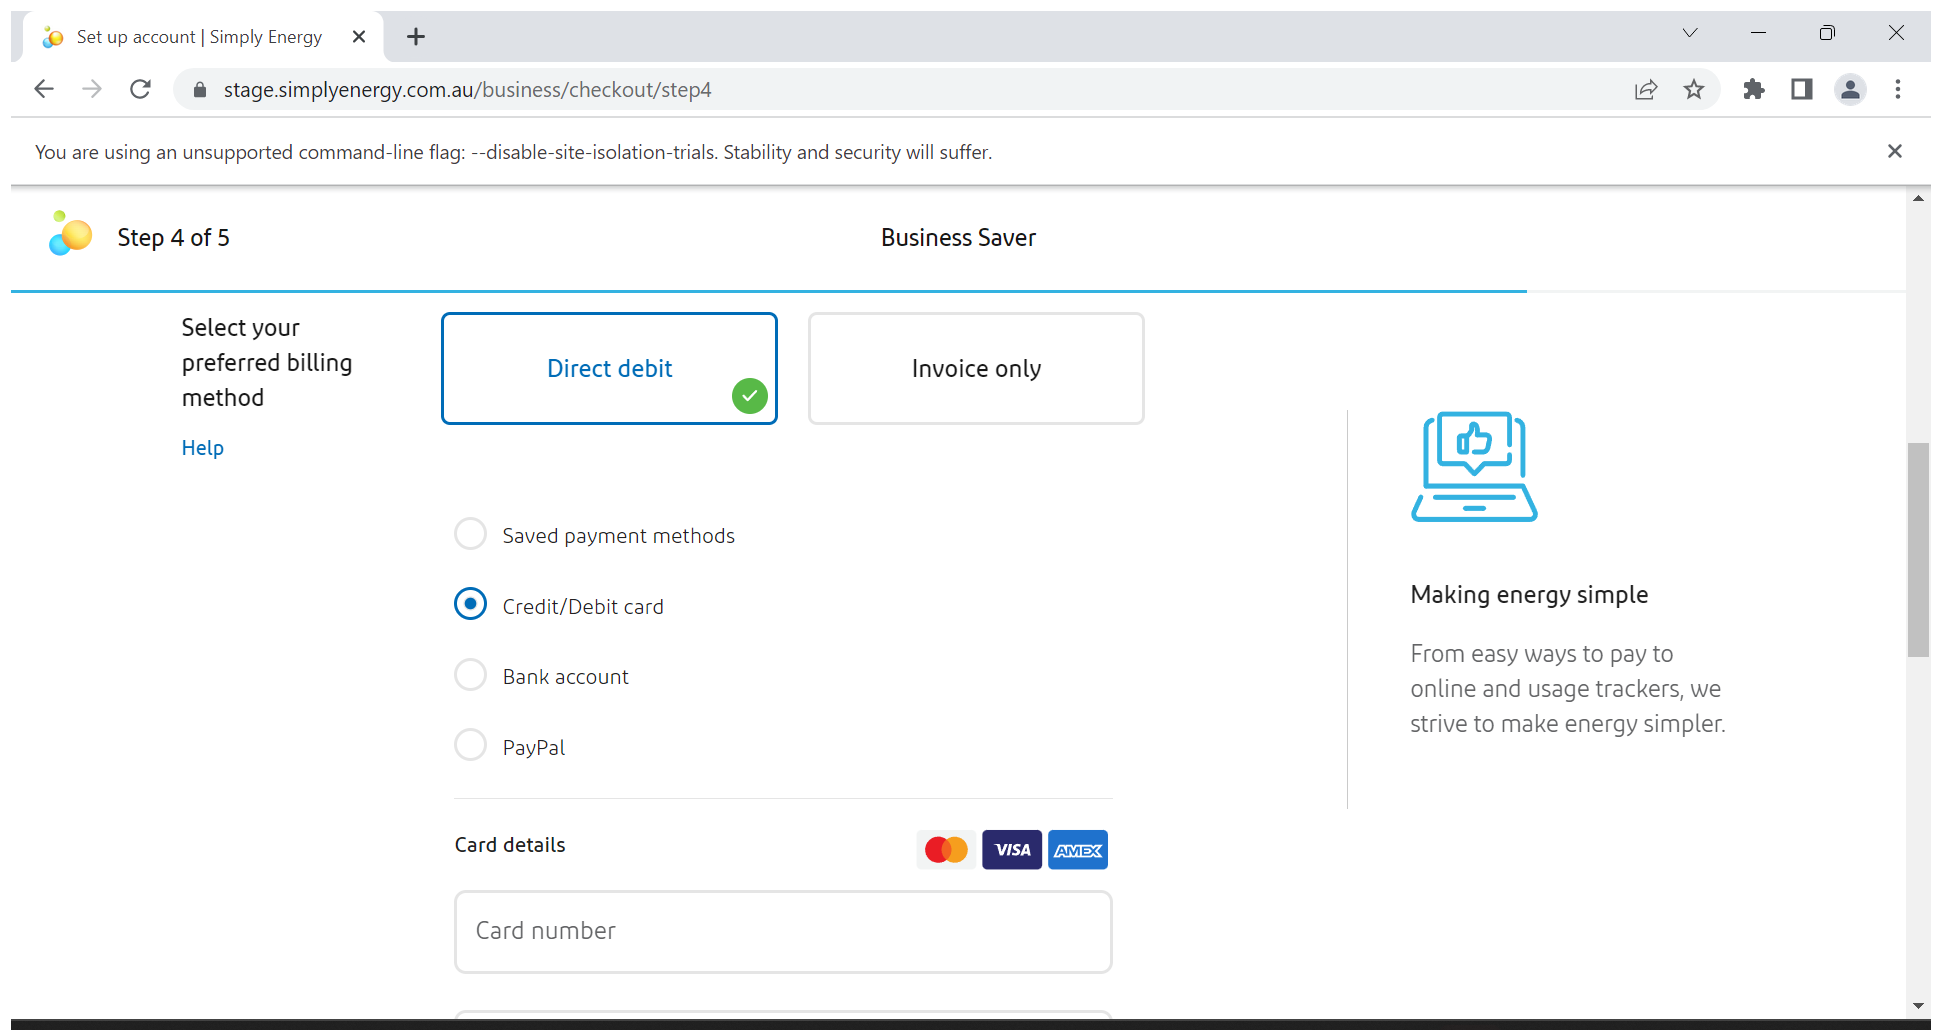 Set up account | Simply Energy
stage.simplyenergy.com.au/business/checkout/step4
You are using an unsupported command-line flag: --disable-site-isolation-trials. Stability and security will suffer.
Step 4 of 5
Business Saver
Select your
preferred billing
method
Help
Direct debit
Invoice only
Saved payment methods
Credit/Debit card
Bank account
PayPal
Card details
VISA
AMEX
Card number
Making energy simple
From easy ways to pay to
online and usage trackers, we
strive to make energy simpler.